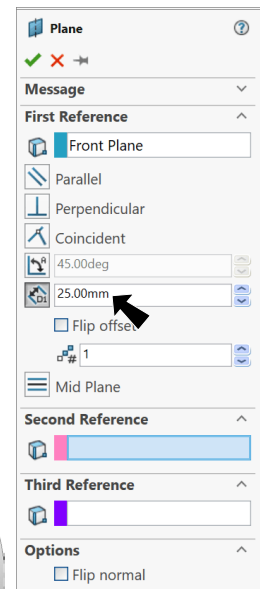 Plane
Message
First Reference
Front Plane
Parallel
Perpendicular
Coincident
45.00deg
25.00mm
Flip offset
1
Mid Plane
Second Reference
Third Reference
Options
Flip normal